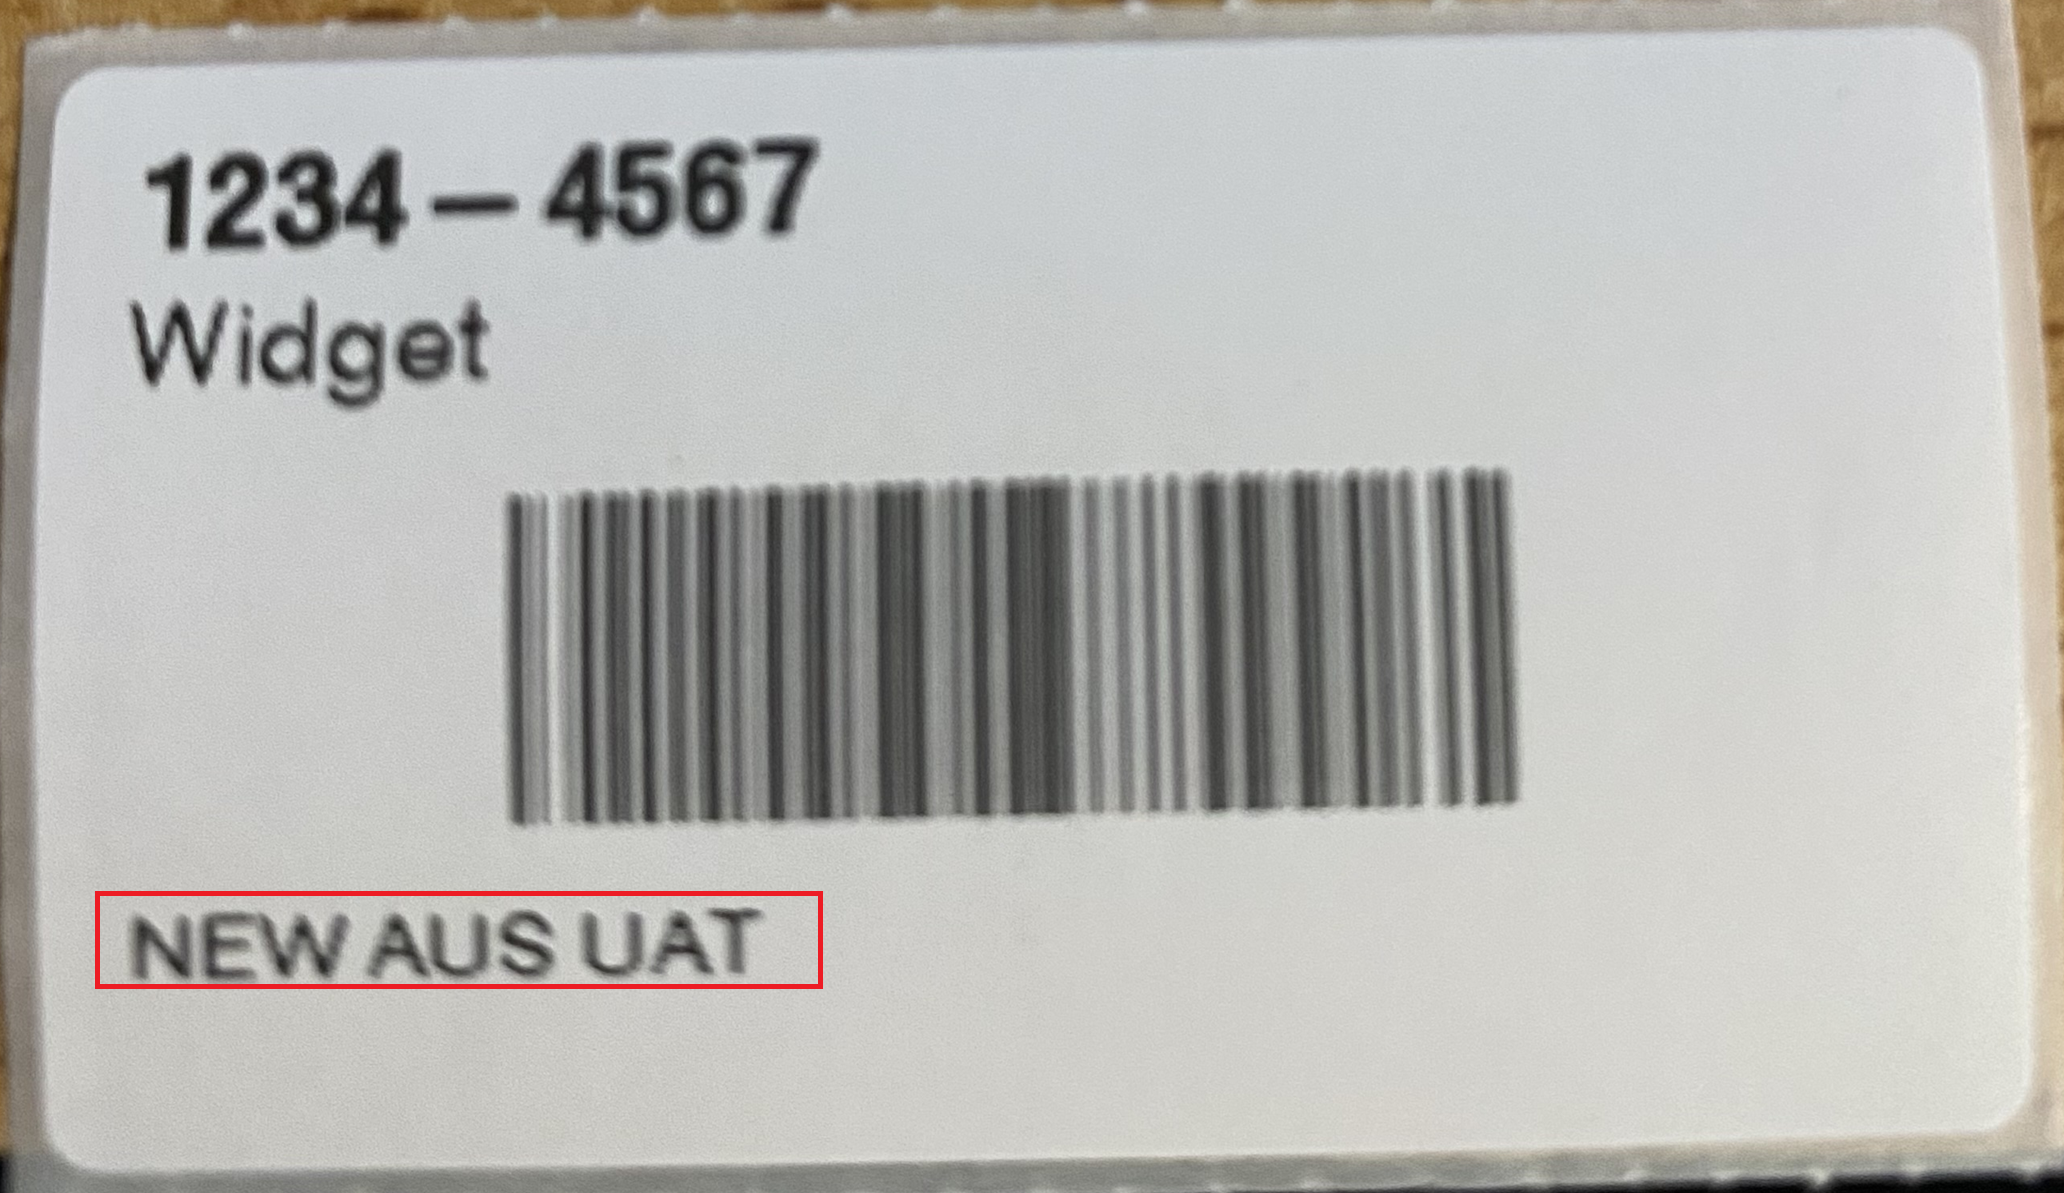 1234 – 4567
Widget
NEW AUS UAT